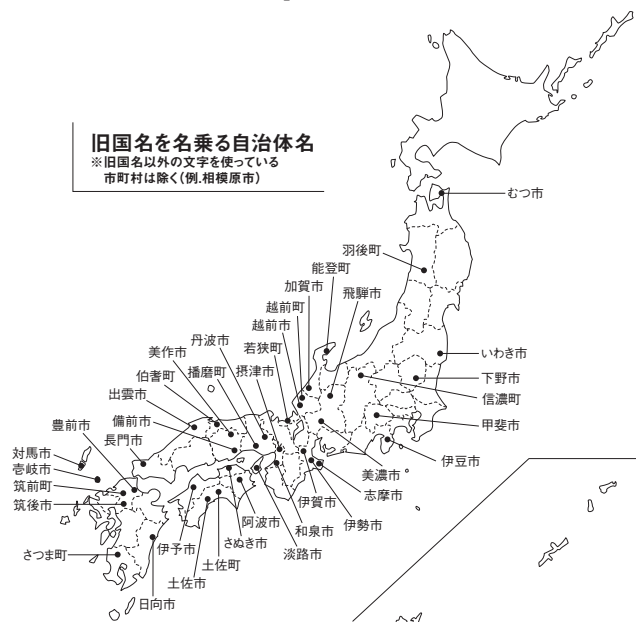 旧国名を名乗る自治体名
※旧国名以外の文字を使っている
市町村は除く(例.相模原市)
むつ市
羽後町
能登町
加賀市
飛騨市
越前町
越前市
丹波市
若狭町
美作市
播磨町
摂津市
伯耆町
出雲市
備前市
豊前市
長門市
対馬市
壱岐市
筑前町
筑後市
さつま町
日向市
伊予市
土佐市
土佐町
さぬき市
阿波市
淡路市
和泉市
伊勢市
伊賀市
志摩市
美濃市
伊豆市
甲斐市
信濃町
下野市
いわき市